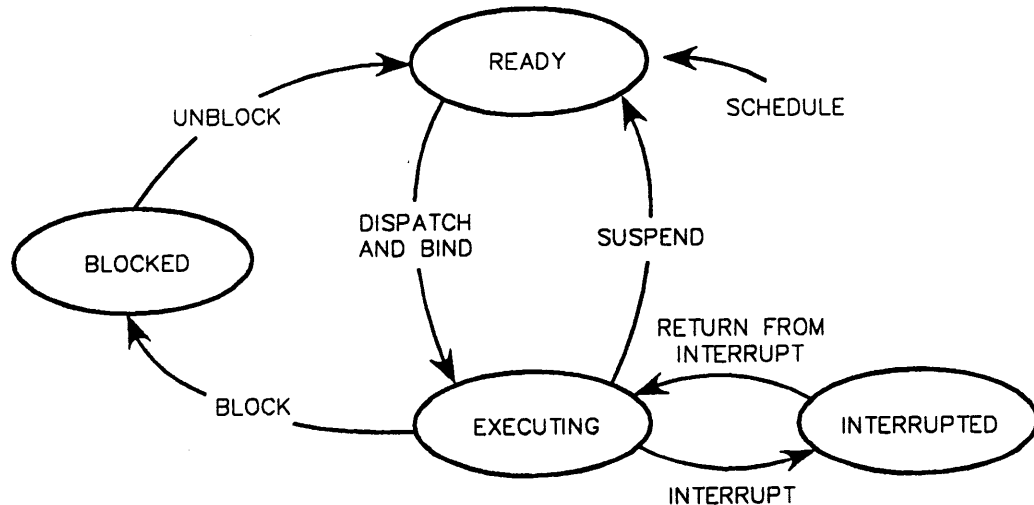 READY
SCHEDULE
UNBLOCK
DISPATCH
AND BIND
SUSPEND
BLOCKED
RETURN FROM
INTERRUPT
BLOCK
EXECUTING
INTERRUPTED
INTERRUPT